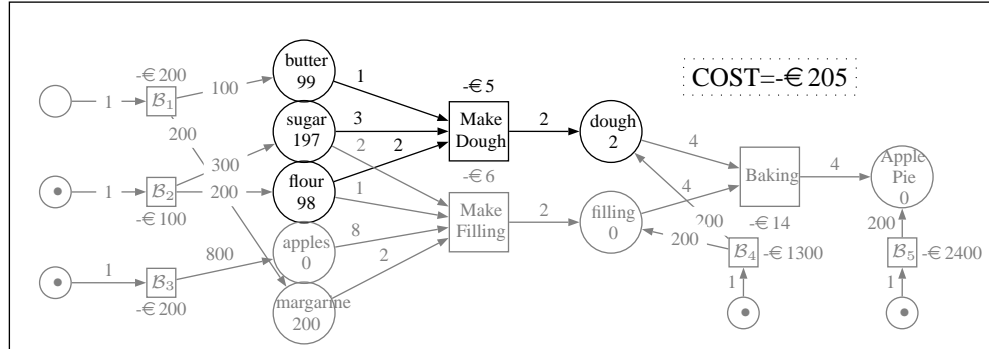 butter
99
-€ 200
B1
1
100
200
sugar
197
1
3
2
2
-€ 5
Make
Dough
2
COST=-€ 205
dough
2
4
1
B2
-€ 100
300
200
flour
98
1
-€ 6
Make
Filling
2
filling
0
4
Baking
-€ 14
4
Apple
Pie
0
1
B3
-€ 200
800
apples
0
8
2
margarine
200
200
200
B4
-€ 1300
1
200
B5
-€ 2400
1